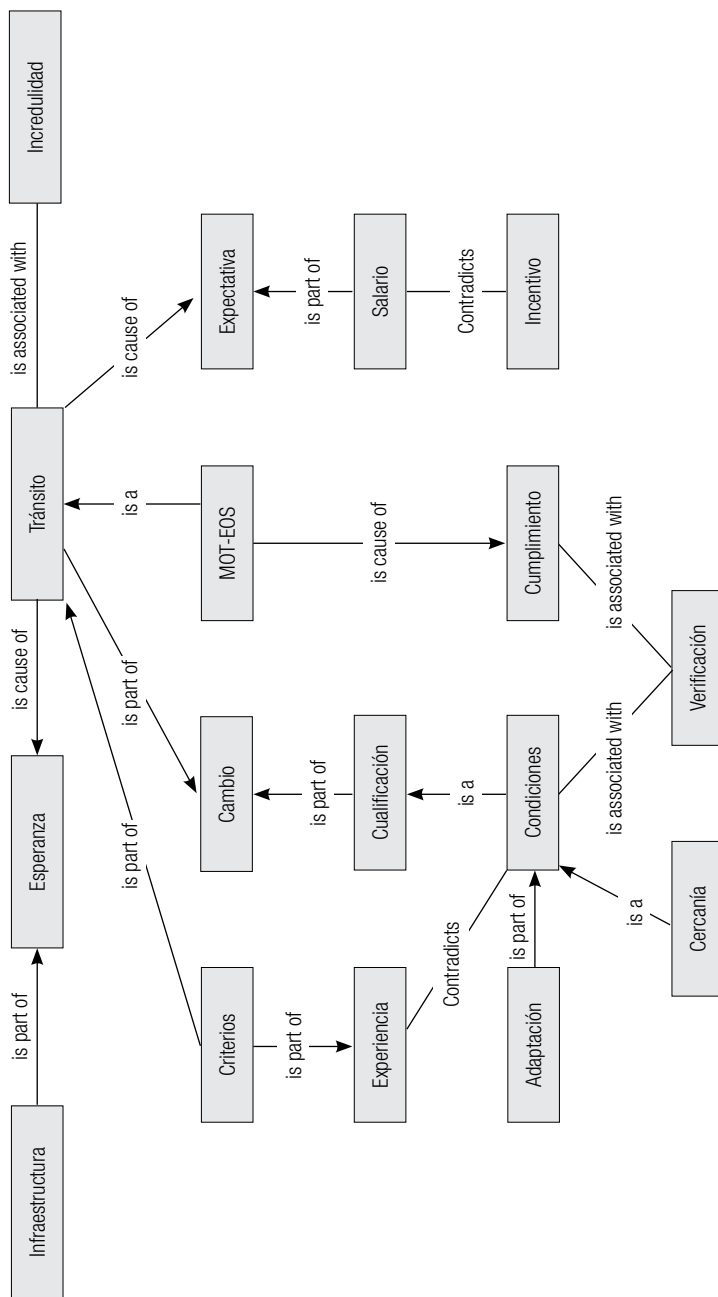 Infraestructura
is part of
Esperanza
is cause of
Tránsito
is associated with
Incredulidad
is part of
is part of
is a
is cause of
Criterios
Cambio
MOT-EOS
Expectativa
is part of
is part of
is part of
Experiencia
Cualificación
is cause of
Salario
Contradicts
is a
Contradicts
Adaptación
is part of
Condiciones
Cumplimiento
Incentivo
is a
is associated with
is associated with
Cercanía
Verificación